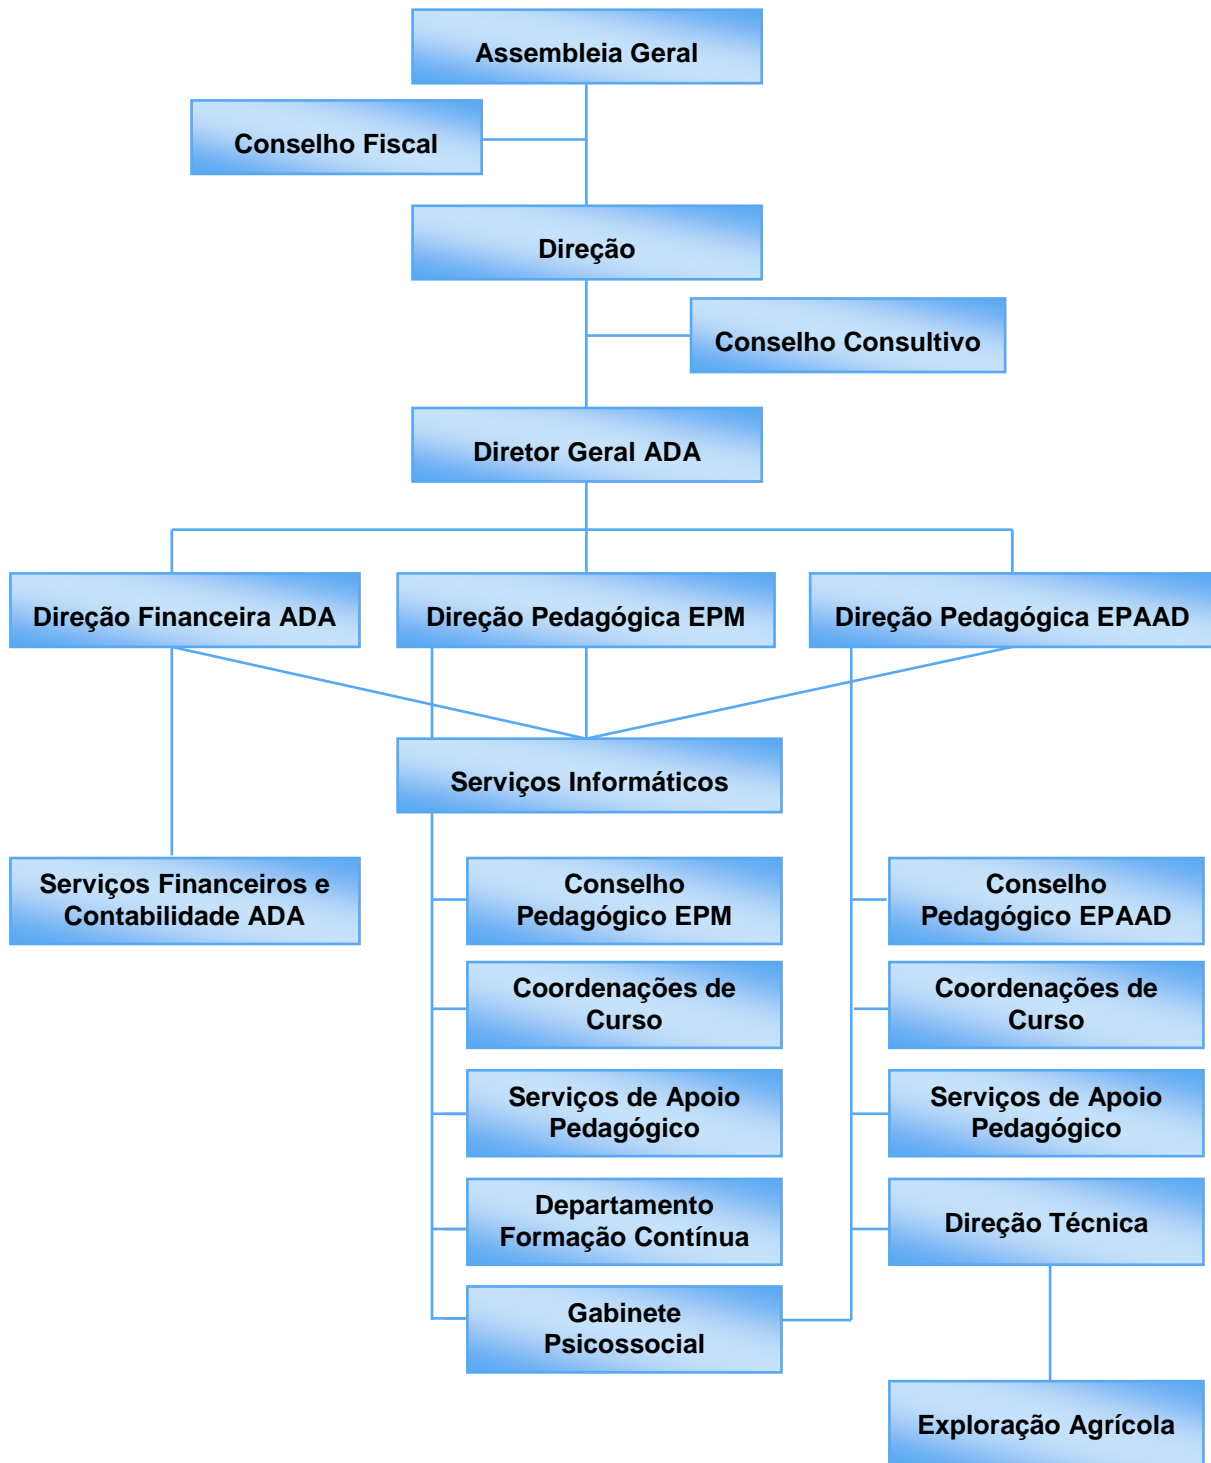 Assembleia Geral
Conselho Fiscal
Direção
Conselho Consultivo
Diretor Geral ADA
Direção Financeira ADA
Direção Pedagógica EPM
Direção Pedagógica EPAAD
Serviços Informáticos
Serviços Financeiros e
Contabilidade ADA
Conselho
Pedagógico EPM
Conselho
Pedagógico EPAAD
Coordenações de
Curso
Coordenações de
Curso
Serviços de Apoio
Pedagógico
Serviços de Apoio
Pedagógico
Departamento
Formação Contínua
Direção Técnica
Gabinete
Psicossocial
Exploração Agrícola